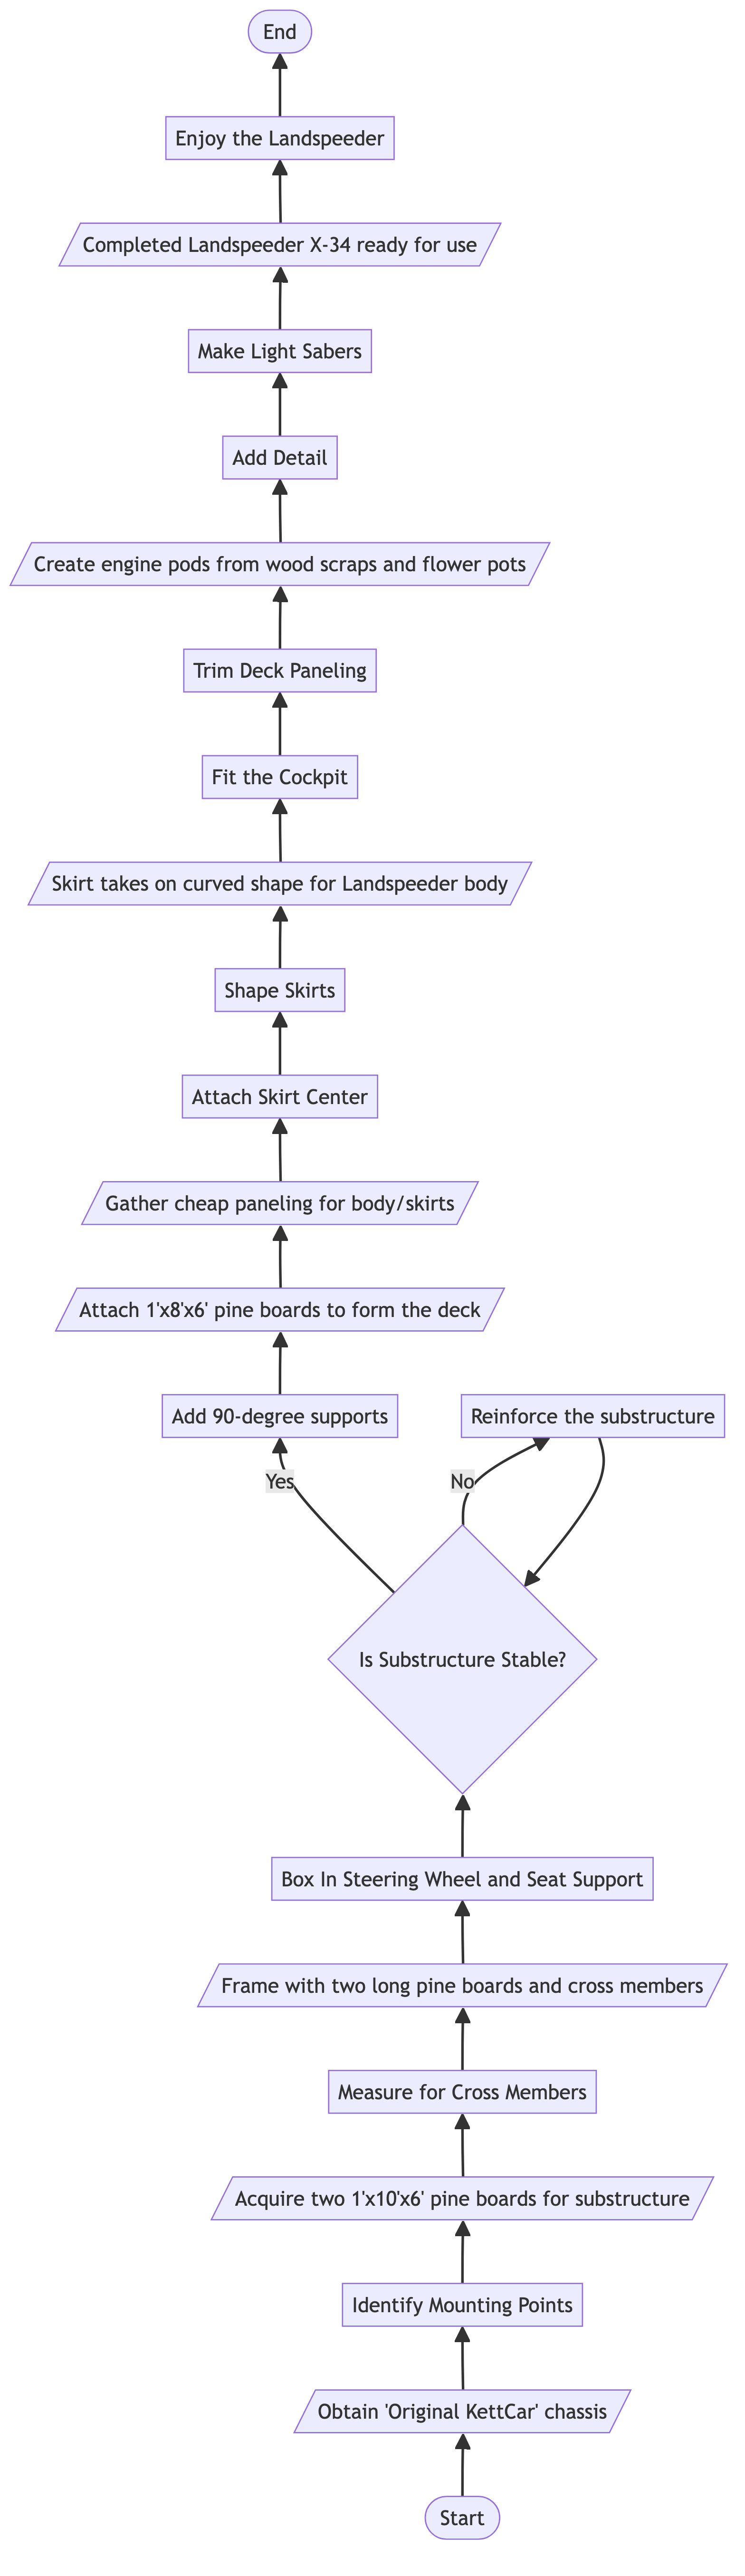 End
Enjoy the Landspeeder
Completed Landspeeder X-34 ready for use
Make Light Sabers
Add Detail
Create engine pods from wood scraps and flower pots
Trim Deck Paneling
Fit the Cockpit
Skirt takes on curved shape for Landspeeder body
Shape Skirts
Attach Skirt Center
Gather cheap paneling for body/skirts
Attach 1'x8'x6' pine boards to form the deck
Add 90-degree supports
Reinforce the substructure
Yes
No
Is Substructure Stable?
Box In Steering Wheel and Seat Support
Frame with two long pine boards and cross members
Measure for Cross Members
Acquire two 1'x10'x6' pine boards for substructure
Identify Mounting Points
Obtain 'Original KettCar' chassis
Start